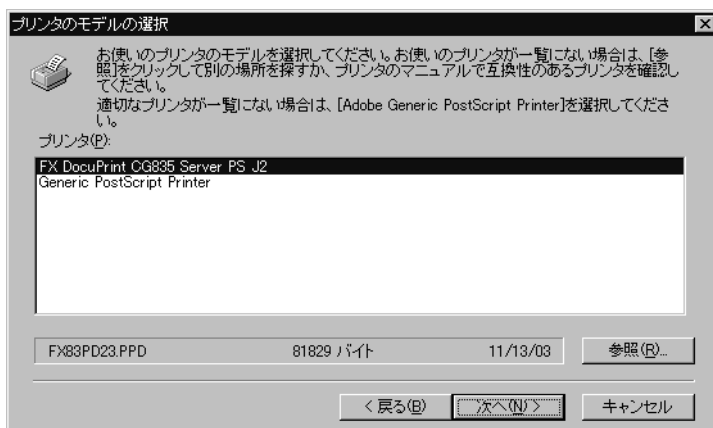 プリンタのモデルの選択
お使いのプリンタのモデルを選択してください。お使いのプリンタが一覧にない場合は、[参
照]をクリックして別の場所を探すか、プリンタのマニュアルで互換性のあるプリンタを確認し
てください。
適切なプリンタが一覧にない場合は、[Adobe Generic PostScript Printer]を選択してくださ
い。
プリンタ(P):
FX DocuPrint CG835 Server PS J2
Generic PostScript Printer
FX83PD23.PPD 81829 バイト 11/13/03 参照(R)...
< 戻る(B) 次へ(N) > キャンセル